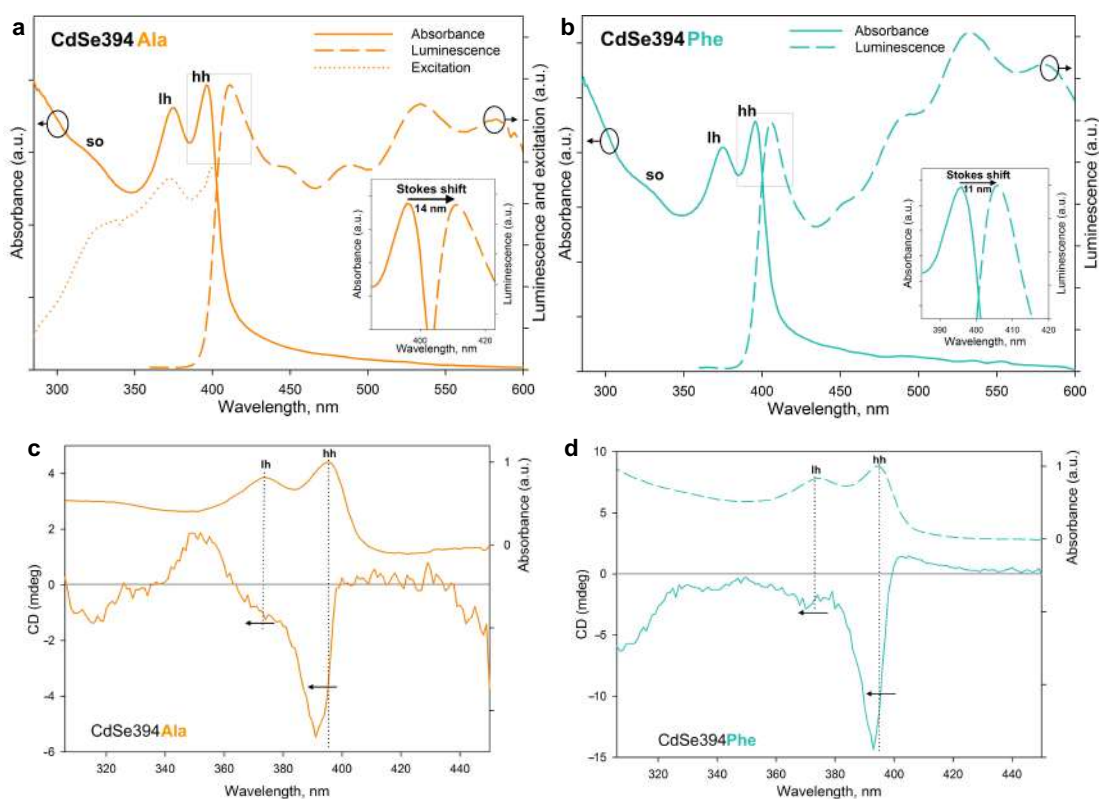 a
CdSe394Ala
Absorbance
Luminescence
Excitation
so
lh
hh
Stokes shift
14 nm
Absorbance (a.u.)
Luminescence (a.u.)
400
420
Wavelength, nm
Absorbance (a.u.)
Luminescence and excitation (a.u.)
300 350 400 450 500 550 600
Wavelength, nm
b
CdSe394Phe
Absorbance
Luminescence
so
lh
hh
Stokes shift
11 nm
Absorbance (a.u.)
Luminescence (a.u.)
390 400 410 420
Wavelength, nm
Absorbance (a.u.)
Luminescence (a.u.)
300 350 400 450 500 550 600
Wavelength, nm
c
lh
hh
4
2
0
−2
−4
−6
CD (mdeg)
1
0
Absorbance (a.u.)
CdSe394Ala
320 340 360 380 400 420 440
Wavelength, nm
d
lh
hh
10
5
0
−5
−10
−15
CD (mdeg)
1
0
Absorbance (a.u.)
CdSe394Phe
320 340 360 380 400 420 440
Wavelength, nm